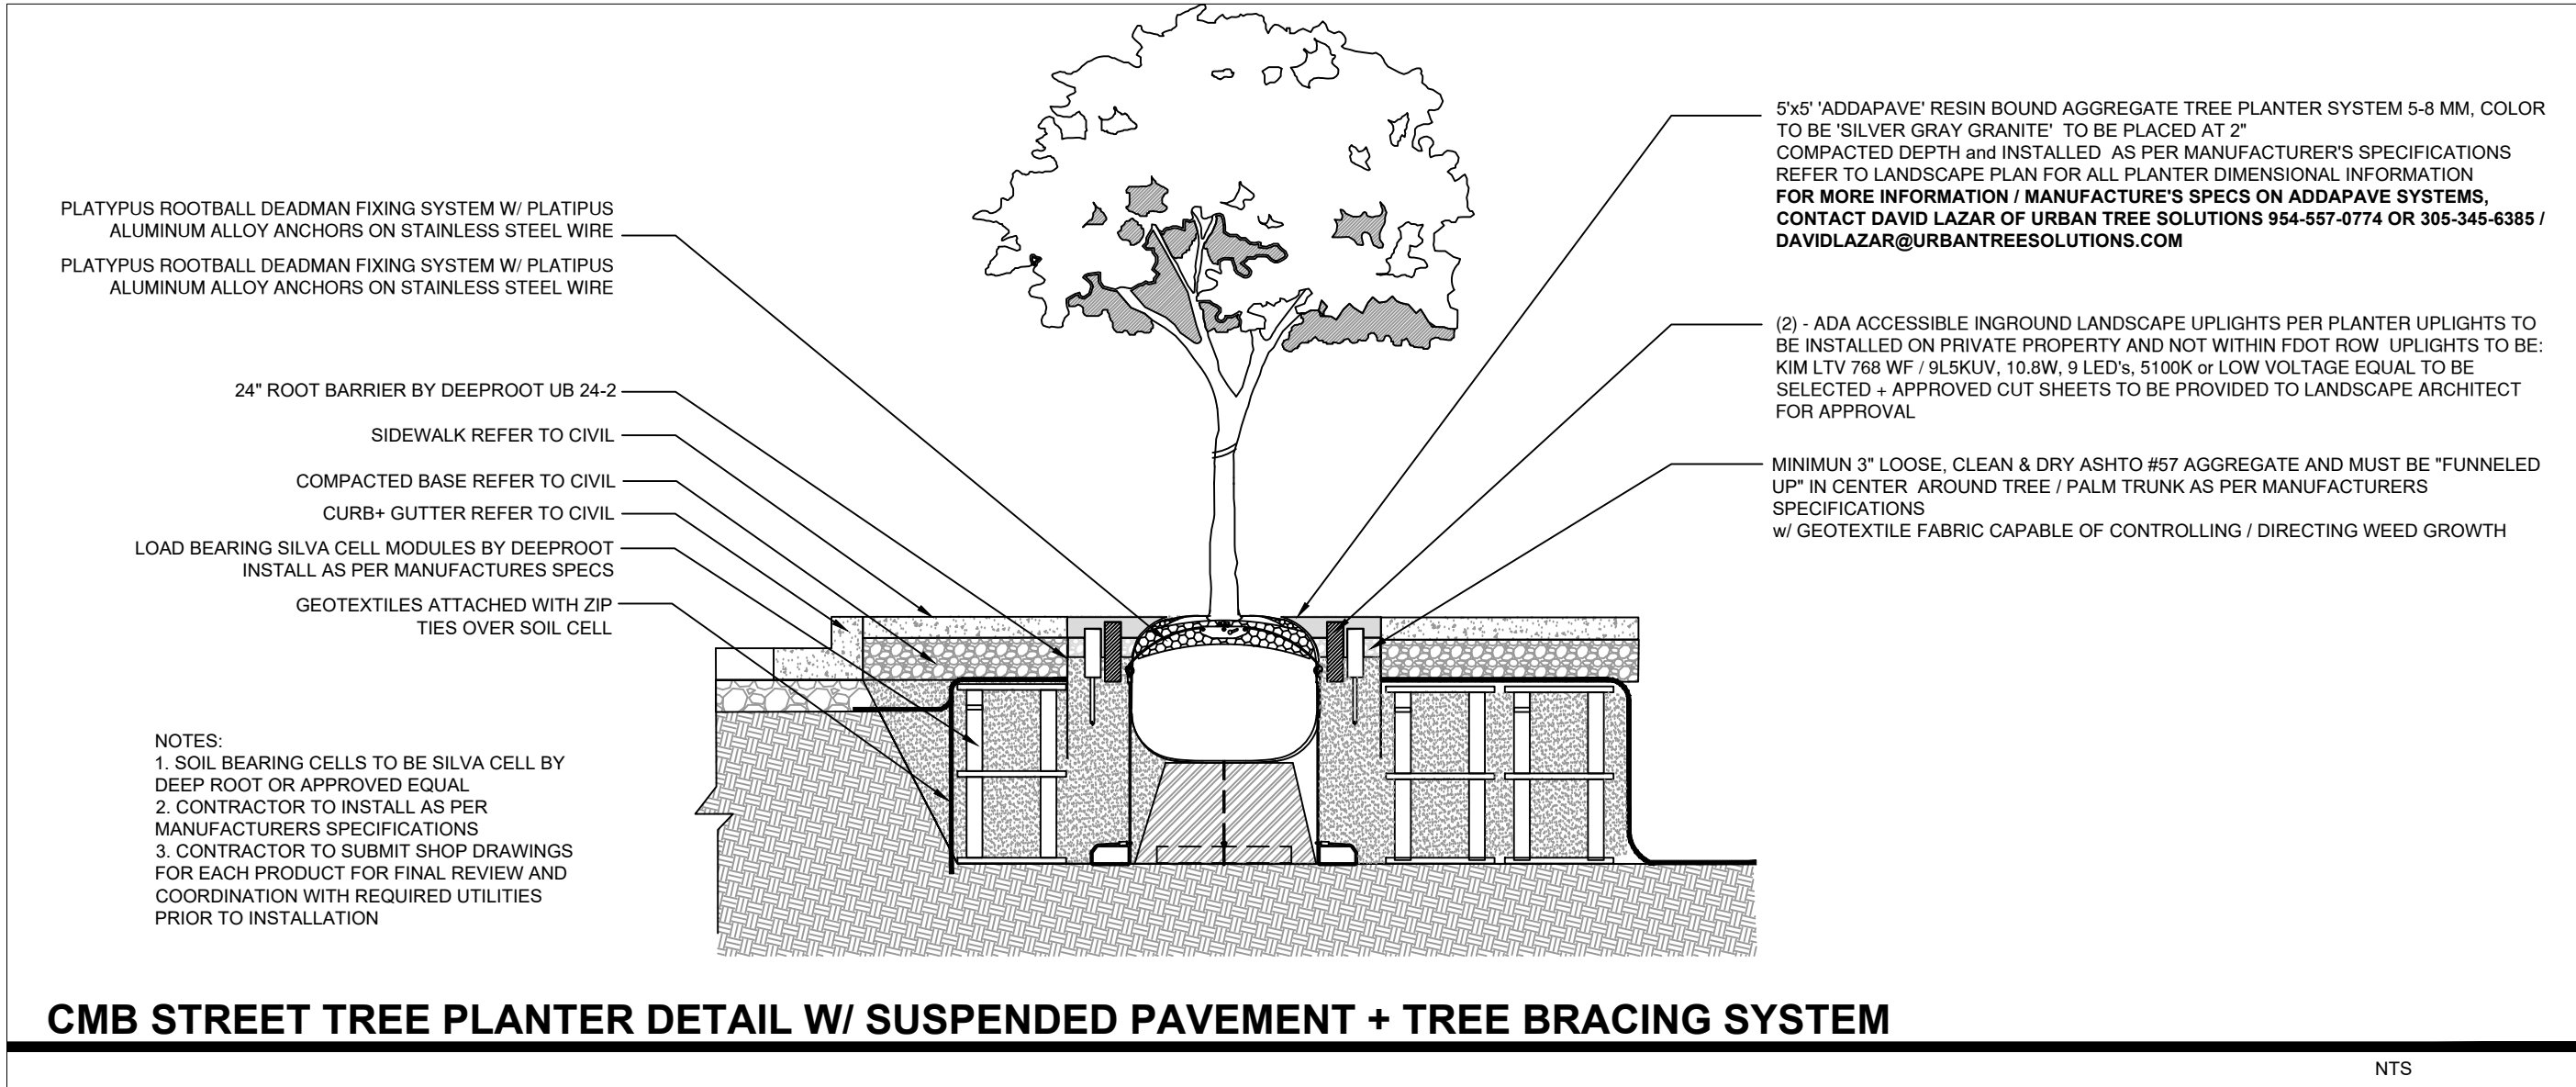 PLATYPUS ROOTBALL DEADMAN FIXING SYSTEM W/ PLATIPUS
ALUMINUM ALLOY ANCHORS ON STAINLESS STEEL WIRE
PLATYPUS ROOTBALL DEADMAN FIXING SYSTEM W/ PLATIPUS
ALUMINUM ALLOY ANCHORS ON STAINLESS STEEL WIRE
24" ROOT BARRIER BY DEEPROOT UB 24-2
SIDEWALK REFER TO CIVIL
COMPACTED BASE REFER TO CIVIL
CURB+ GUTTER REFER TO CIVIL
LOAD BEARING SILVA CELL MODULES BY DEEPROOT
INSTALL AS PER MANUFACTURES SPECS
GEOTEXTILES ATTACHED WITH ZIP
TIES OVER SOIL CELL
NOTES:
1. SOIL BEARING CELLS TO BE SILVA CELL BY
DEEP ROOT OR APPROVED EQUAL
2. CONTRACTOR TO INSTALL AS PER
MANUFACTURERS SPECIFICATIONS
3. CONTRACTOR TO SUBMIT SHOP DRAWINGS
FOR EACH PRODUCT FOR FINAL REVIEW AND
COORDINATION WITH REQUIRED UTILITIES
PRIOR TO INSTALLATION
5'x5' 'ADDAPAVE' RESIN BOUND AGGREGATE TREE PLANTER SYSTEM 5-8 MM, COLOR
TO BE 'SILVER GRAY GRANITE' TO BE PLACED AT 2"
COMPACTED DEPTH and INSTALLED AS PER MANUFACTURER'S SPECIFICATIONS
REFER TO LANDSCAPE PLAN FOR ALL PLANTER DIMENSIONAL INFORMATION
FOR MORE INFORMATION / MANUFACTURE'S SPECS ON ADDAPAVE SYSTEMS,
CONTACT DAVID LAZAR OF URBAN TREE SOLUTIONS 954-557-0774 OR 305-345-6385 /
DAVIDLAZAR@URBANTREESOLUTIONS.COM
(2) - ADA ACCESSIBLE INGROUND LANDSCAPE UPLIGHTS PER PLANTER UPLIGHTS TO
BE INSTALLED ON PRIVATE PROPERTY AND NOT WITHIN FDOT ROW UPLIGHTS TO BE:
KIM LTV 768 WF / 9L5KUV, 10.8W, 9 LED's, 5100K or LOW VOLTAGE EQUAL TO BE
SELECTED + APPROVED CUT SHEETS TO BE PROVIDED TO LANDSCAPE ARCHITECT
FOR APPROVAL
MINIMUN 3" LOOSE, CLEAN & DRY ASHTO #57 AGGREGATE AND MUST BE "FUNNELED
UP" IN CENTER AROUND TREE / PALM TRUNK AS PER MANUFACTURERS
SPECIFICATIONS
w/ GEOTEXTILE FABRIC CAPABLE OF CONTROLLING / DIRECTING WEED GROWTH
CMB STREET TREE PLANTER DETAIL W/ SUSPENDED PAVEMENT + TREE BRACING SYSTEM
NTS